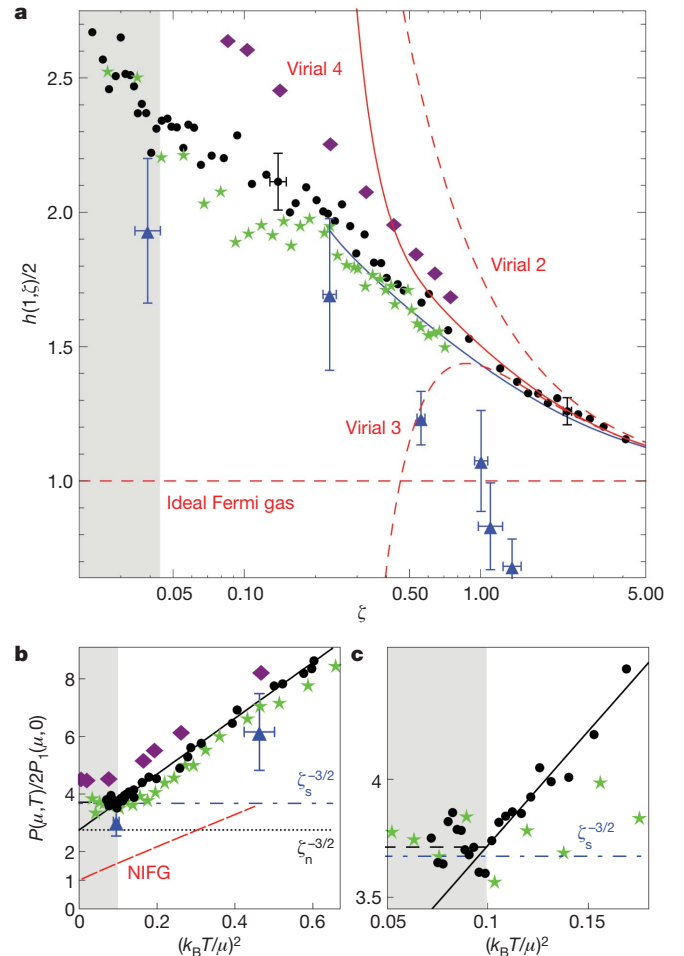 a
h(1,ζ)/2
2.5
2.0
1.5
1.0
Virial 4
Virial 2
Virial 3
Ideal Fermi gas
0.05 0.10 0.50 1.00 5.00
ζ
b
P(μ,T)/2P₁(μ,0)
8
6
4
3
2
1
0
ζs^-3/2
ζn^-3/2
NIFG
0 0.2 0.4 0.6
(kBT/μ)²
c
4
3.5
ζs^-3/2
0.05 0.1 0.15
(kBT/μ)²